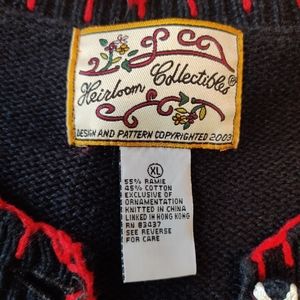 Heirloom Collectibles®
DESIGN AND PATTERN COPYRIGHTED 2003
XL
55% RAMIE
45% COTTON
EXCLUSIVE OF
ORNAMENTATION
KNITTED IN CHINA
LINKED IN HONG KONG
RN 83437
SEE REVERSE
FOR CARE